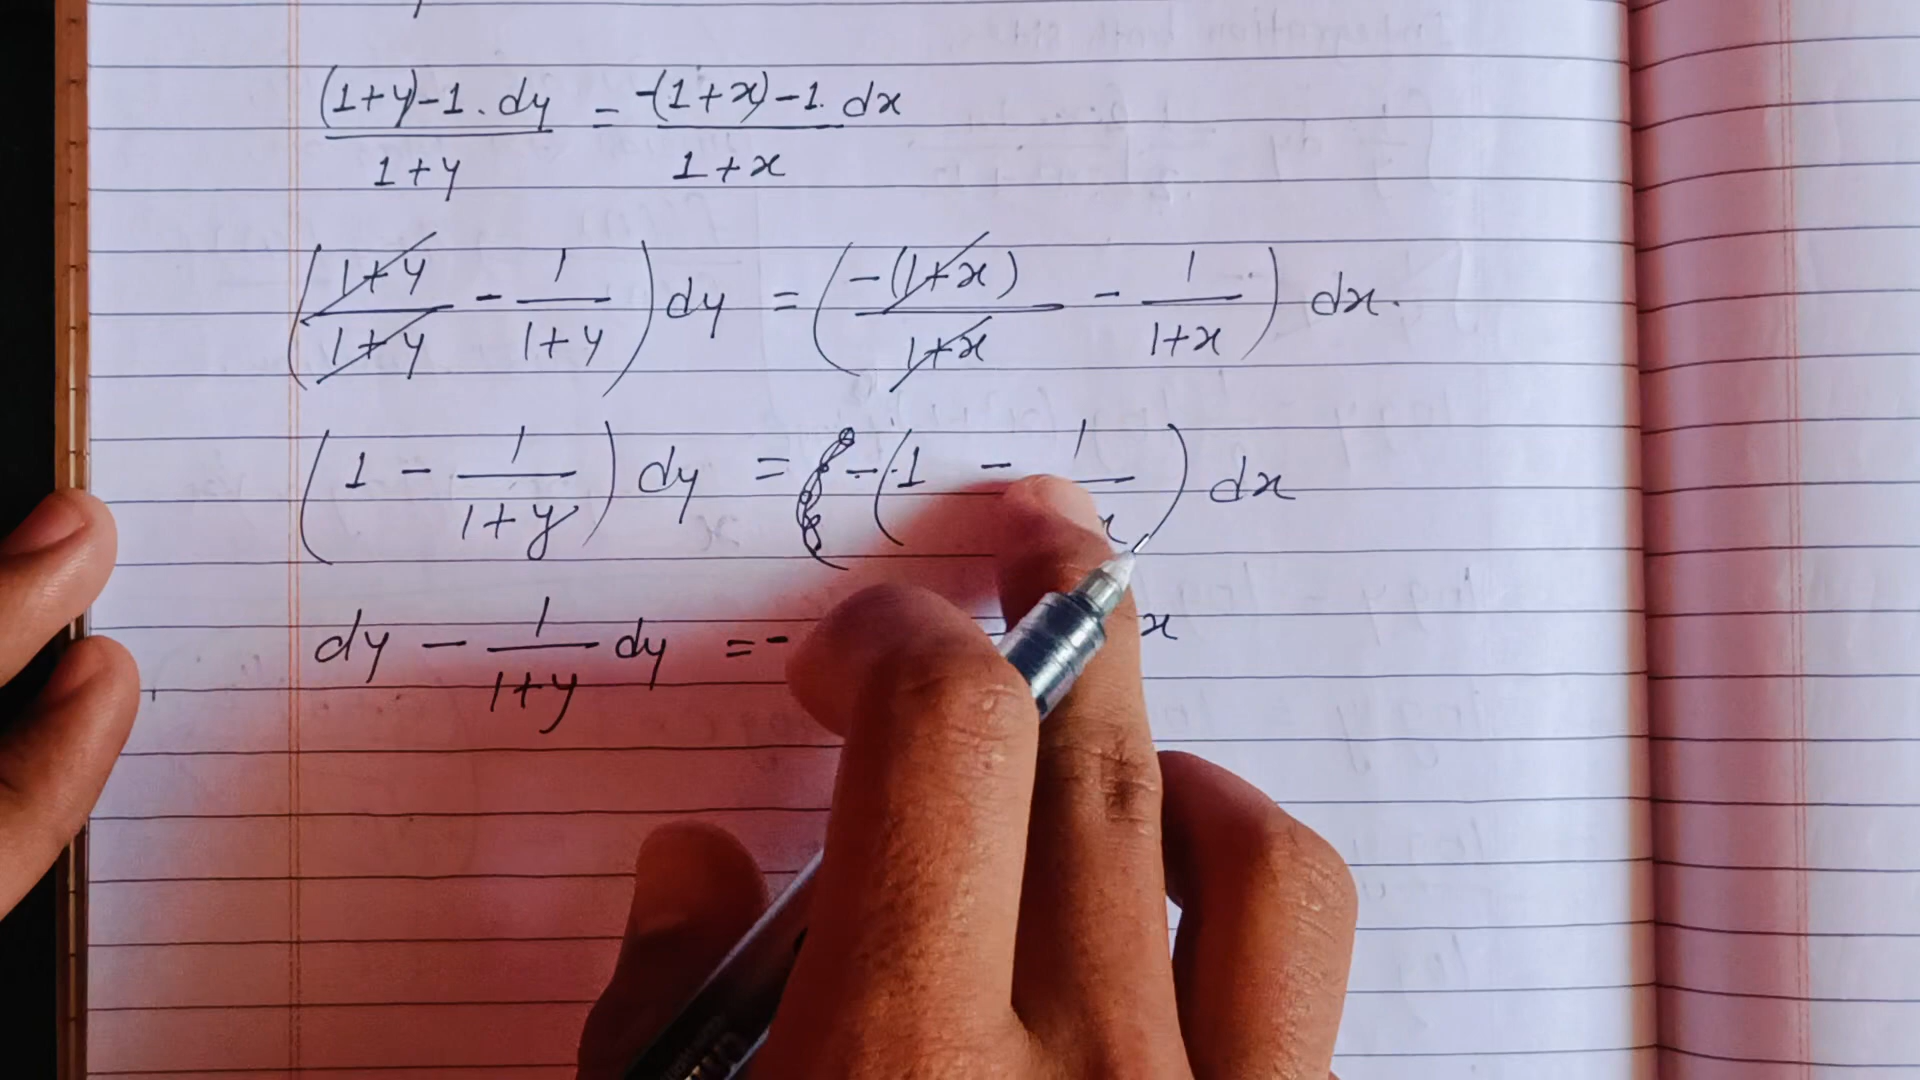 (1+y)-1. dy = -(1+x)-1. dx
1+y 1+x
(1+y/1+y - 1/1+y) dy = (-(1+x)/1+x - 1/1+x) dx.
(1 - 1/1+y) dy = -(1 - 1/ x) dx
dy - 1/1+y dy = - x